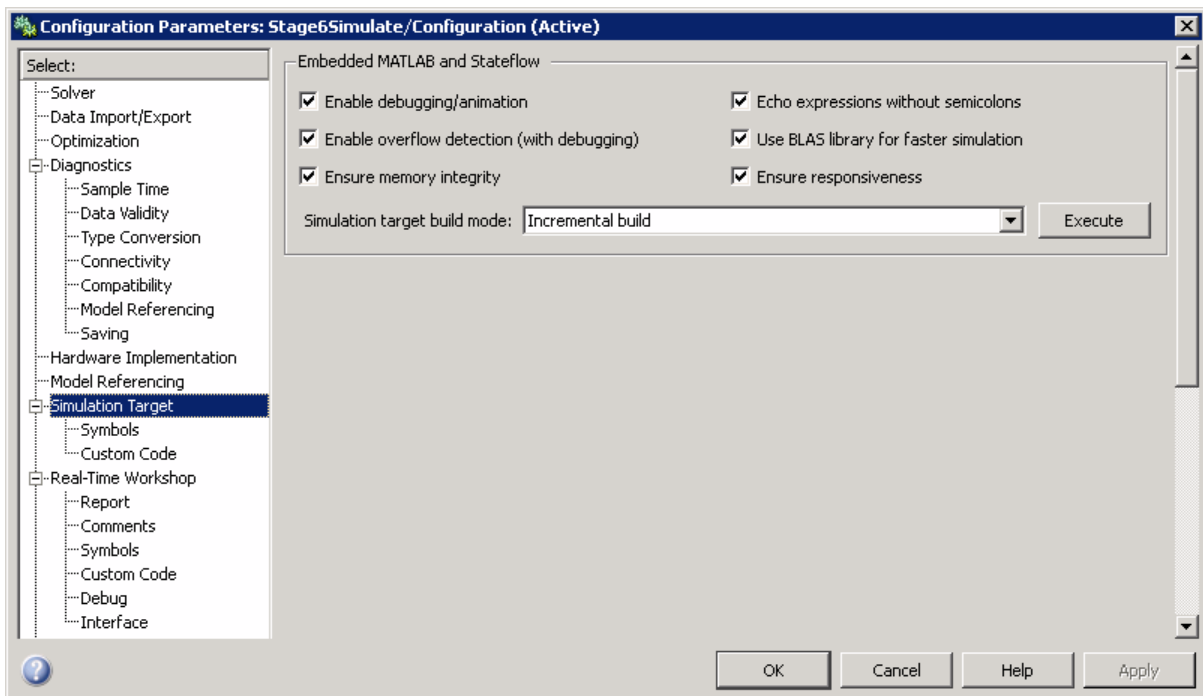 Configuration Parameters: Stage6Simulate/Configuration (Active)
Select:
Solver
Data Import/Export
Optimization
Diagnostics
Sample Time
Data Validity
Type Conversion
Connectivity
Compatibility
Model Referencing
Saving
Hardware Implementation
Model Referencing
Simulation Target
Symbols
Custom Code
Real-Time Workshop
Report
Comments
Symbols
Custom Code
Debug
Interface
Embedded MATLAB and Stateflow
Enable debugging/animation
Echo expressions without semicolons
Enable overflow detection (with debugging)
Use BLAS library for faster simulation
Ensure memory integrity
Ensure responsiveness
Simulation target build mode: Incremental build Execute
OK Cancel Help Apply